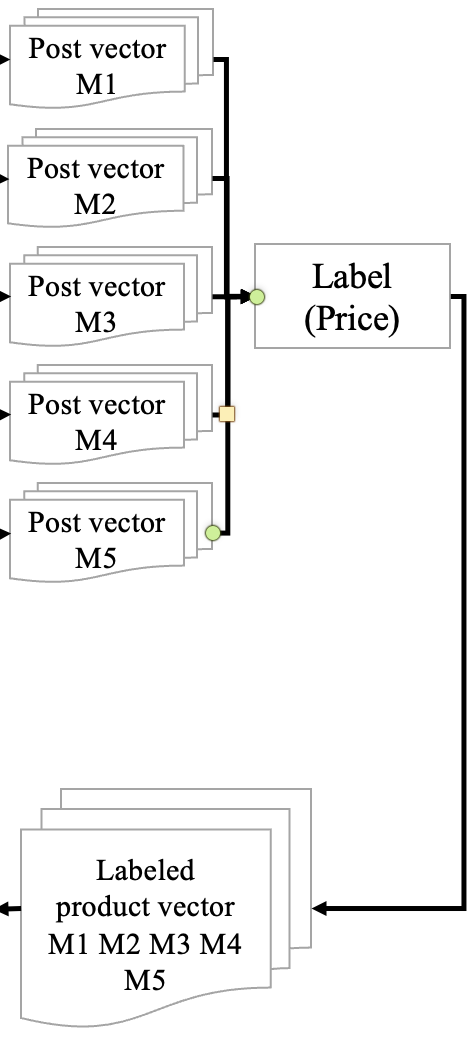 Post vector
M1
Post vector
M2
Post vector
M3
Label
(Price)
Post vector
M4
Post vector
M5
Labeled
product vector
M1 M2 M3 M4
M5